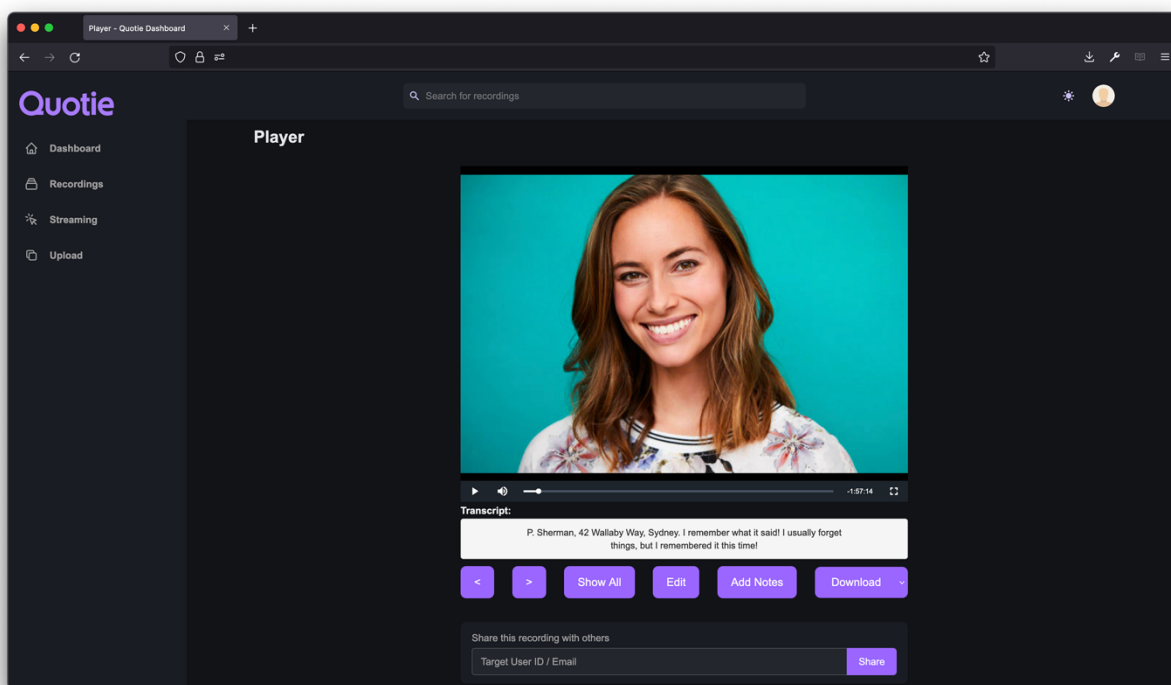 Player - Quotie Dashboard
Quotie
Search for recordings
Dashboard
Recordings
Streaming
Upload
Player
-1:57:14
Transcript:
P. Sherman, 42 Wallaby Way, Sydney. I remember what it said! I usually forget
things, but I remembered it this time!
< > Show All Edit Add Notes Download
Share this recording with others
Target User ID / Email Share